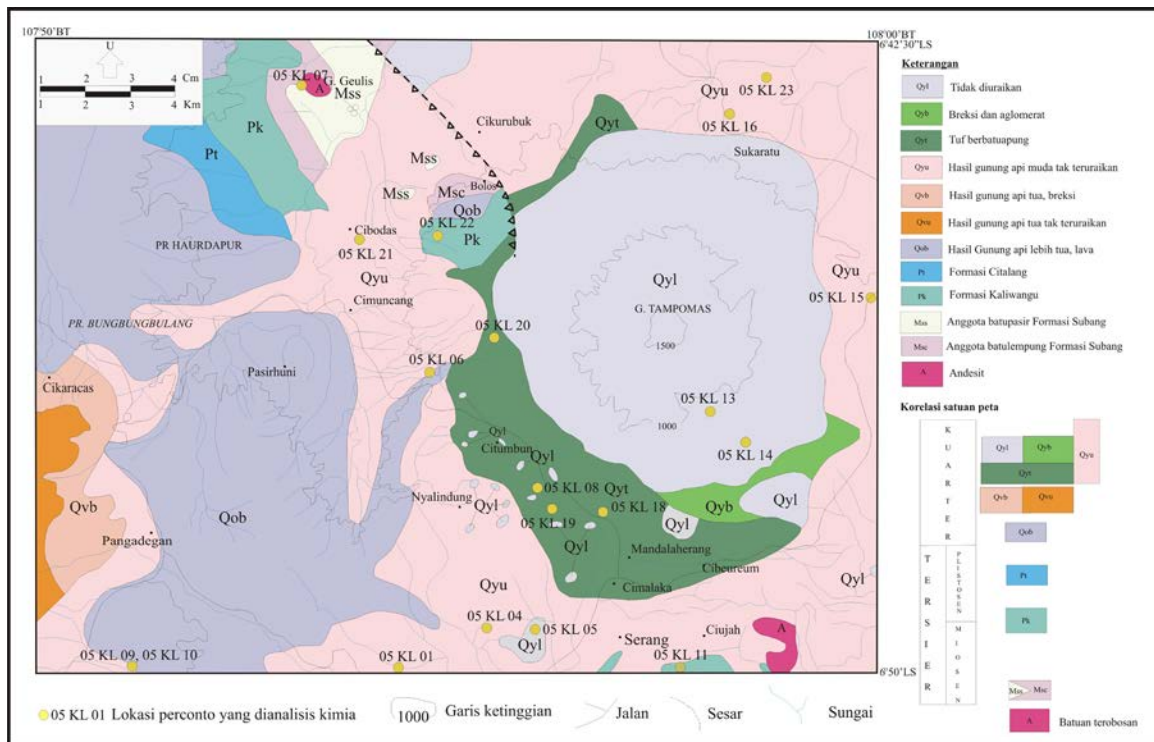 107'50'BT
108'00'BT
6'42'30"LS
U
1 2 3 4 Cm
1 2 3 4 Km
05 KL 07
G. Geulis
A
Mss
Pk
Pt
Cikurubuk
Mss
Mss
Msc
Bolos
Qob
05 KL 22
Pk
Cibodas
05 KL 21
Qyu
Cimuncang
PR HAURDAPUR
PR. BUNGBUNGBULANG
Pasirhuni
Cikaracas
Qvb
Pangadegan
Qob
05 KL 09, 05 KL 10
05 KL 01
Qyt
Qyu
05 KL 23
05 KL 16
Sukaratu
Qyl
G. TAMPOMAS
1500
1000
Qyu
05 KL 15
05 KL 20
05 KL 06
05 KL 13
05 KL 14
Qyl
Citumbun
Qyl
05 KL 08
Qyt
05 KL 18
05 KL 19
Nyalindung
Qyl
Qyl
Qyb
Qyl
Qyl
Mandalaherang
Cibeureum
Cimalaka
Qyl
Qyu
05 KL 04
05 KL 05
Qyl
Serang
Ciujah
A
05 KL 11
6'50'LS
05 KL 01 Lokasi perconto yang dianalisis kimia
1000 Garis ketinggian
Jalan
Sesar
Sungai
Keterangan
Qyl Tidak diuraikan
Qyb Breksi dan aglomerat
Qyt Tuf berbatuapung
Qyu Hasil gunung api muda tak teruraikan
Qvb Hasil gunung api tua, breksi
Qvu Hasil gunung api tua tak teruraikan
Qob Hasil Gunung api lebih tua, lava
Pt Formasi Citalang
Pk Formasi Kaliwangu
Mss Anggota batupasir Formasi Subang
Msc Anggota batulempung Formasi Subang
A Andesit
Korelasi satuan peta
KUARTER
TERSIER
PLISTOSEN
MIOSEN
Qyl Qyb Qyu
Qyt
Qvb Qvu
Qob
Pt
Pk
Mss Msc
A Batuan terobosan